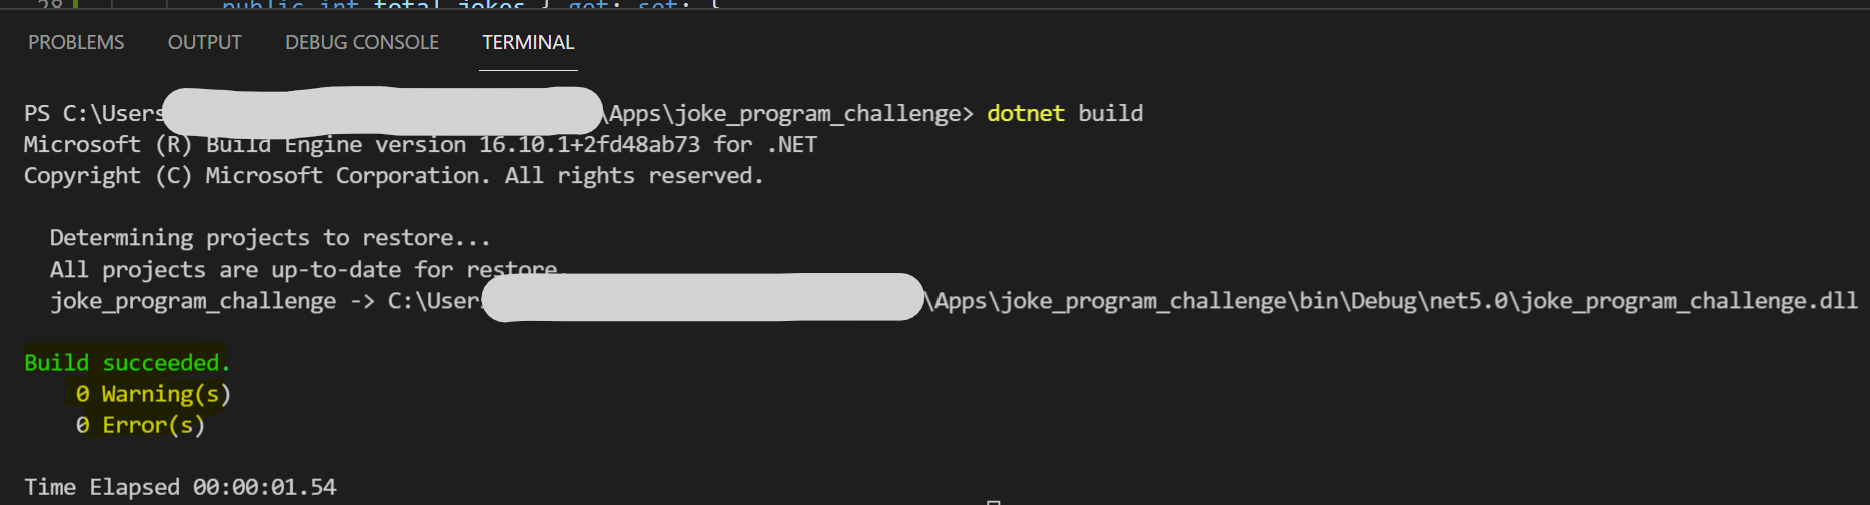 28 public int total_jokes { get; set; }
PROBLEMS OUTPUT DEBUG CONSOLE TERMINAL
PS C:\Users \Apps\joke_program_challenge> dotnet build
Microsoft (R) Build Engine version 16.10.1+2fd48ab73 for .NET
Copyright (C) Microsoft Corporation. All rights reserved.
Determining projects to restore...
All projects are up-to-date for restore.
joke_program_challenge -> C:\User \Apps\joke_program_challenge\bin\Debug\net5.0\joke_program_challenge.dll
Build succeeded.
0 Warning(s)
0 Error(s)
Time Elapsed 00:00:01.54